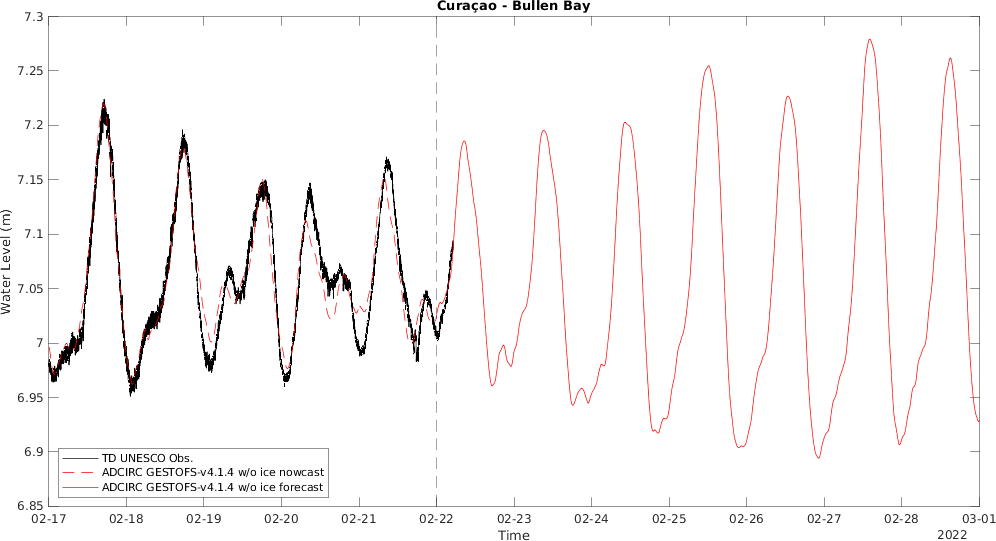 Curaçao - Bullen Bay
7.3
7.25
7.2
7.15
7.1
7.05
7
6.95
6.9
6.85
Water Level (m)
TD UNESCO Obs.
ADCIRC GESTOFS-v4.1.4 w/o ice nowcast
ADCIRC GESTOFS-v4.1.4 w/o ice forecast
02-17 02-18 02-19 02-20 02-21 02-22 02-23 02-24 02-25 02-26 02-27 02-28 03-01
Time
2022